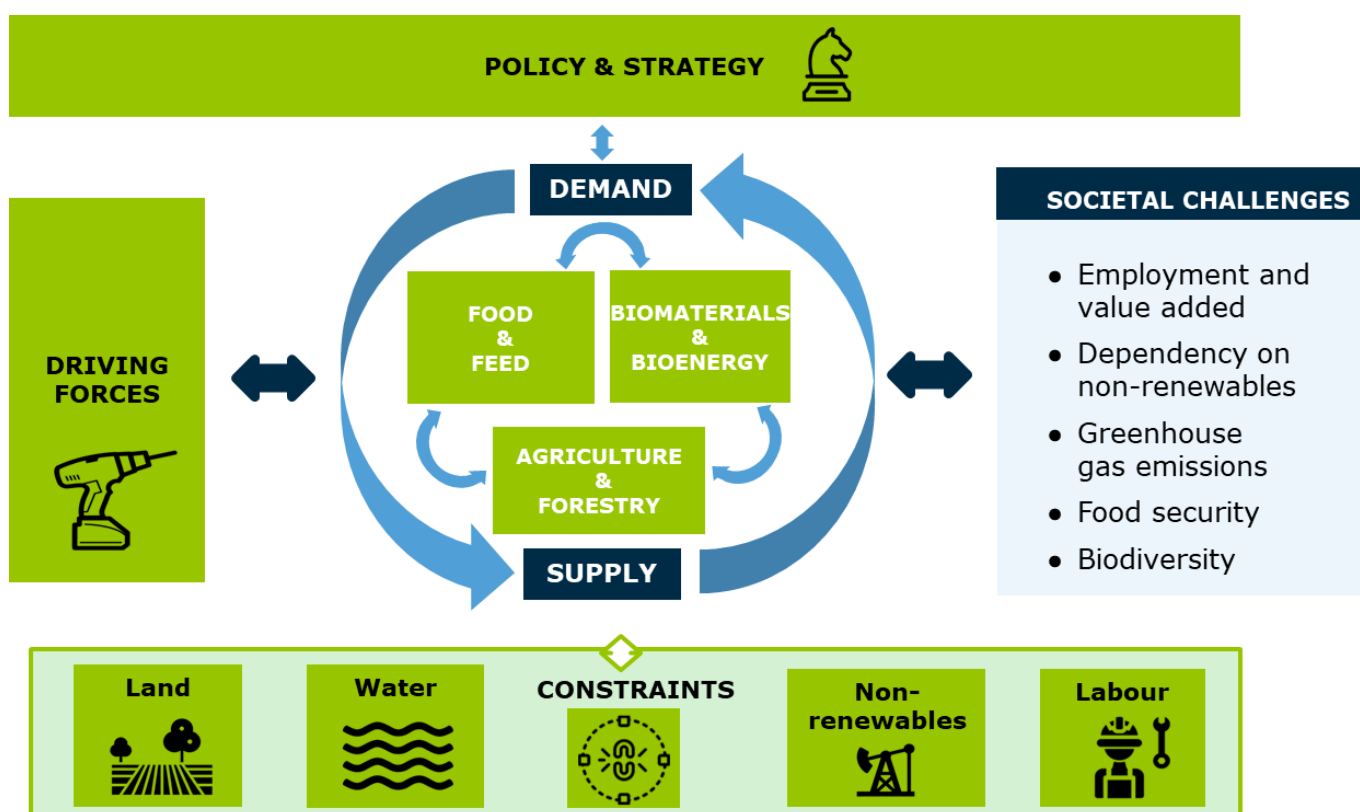 POLICY & STRATEGY
DEMAND
DRIVING
FORCES
FOOD
&
FEED
BIOMATERIALS
&
BIOENERGY
AGRICULTURE
&
FORESTRY
SUPPLY
SOCIETAL CHALLENGES
● Employment and
value added
● Dependency on
non-renewables
● Greenhouse
gas emissions
● Food security
● Biodiversity
Land
Water
CONSTRAINTS
Non-
renewables
Labour